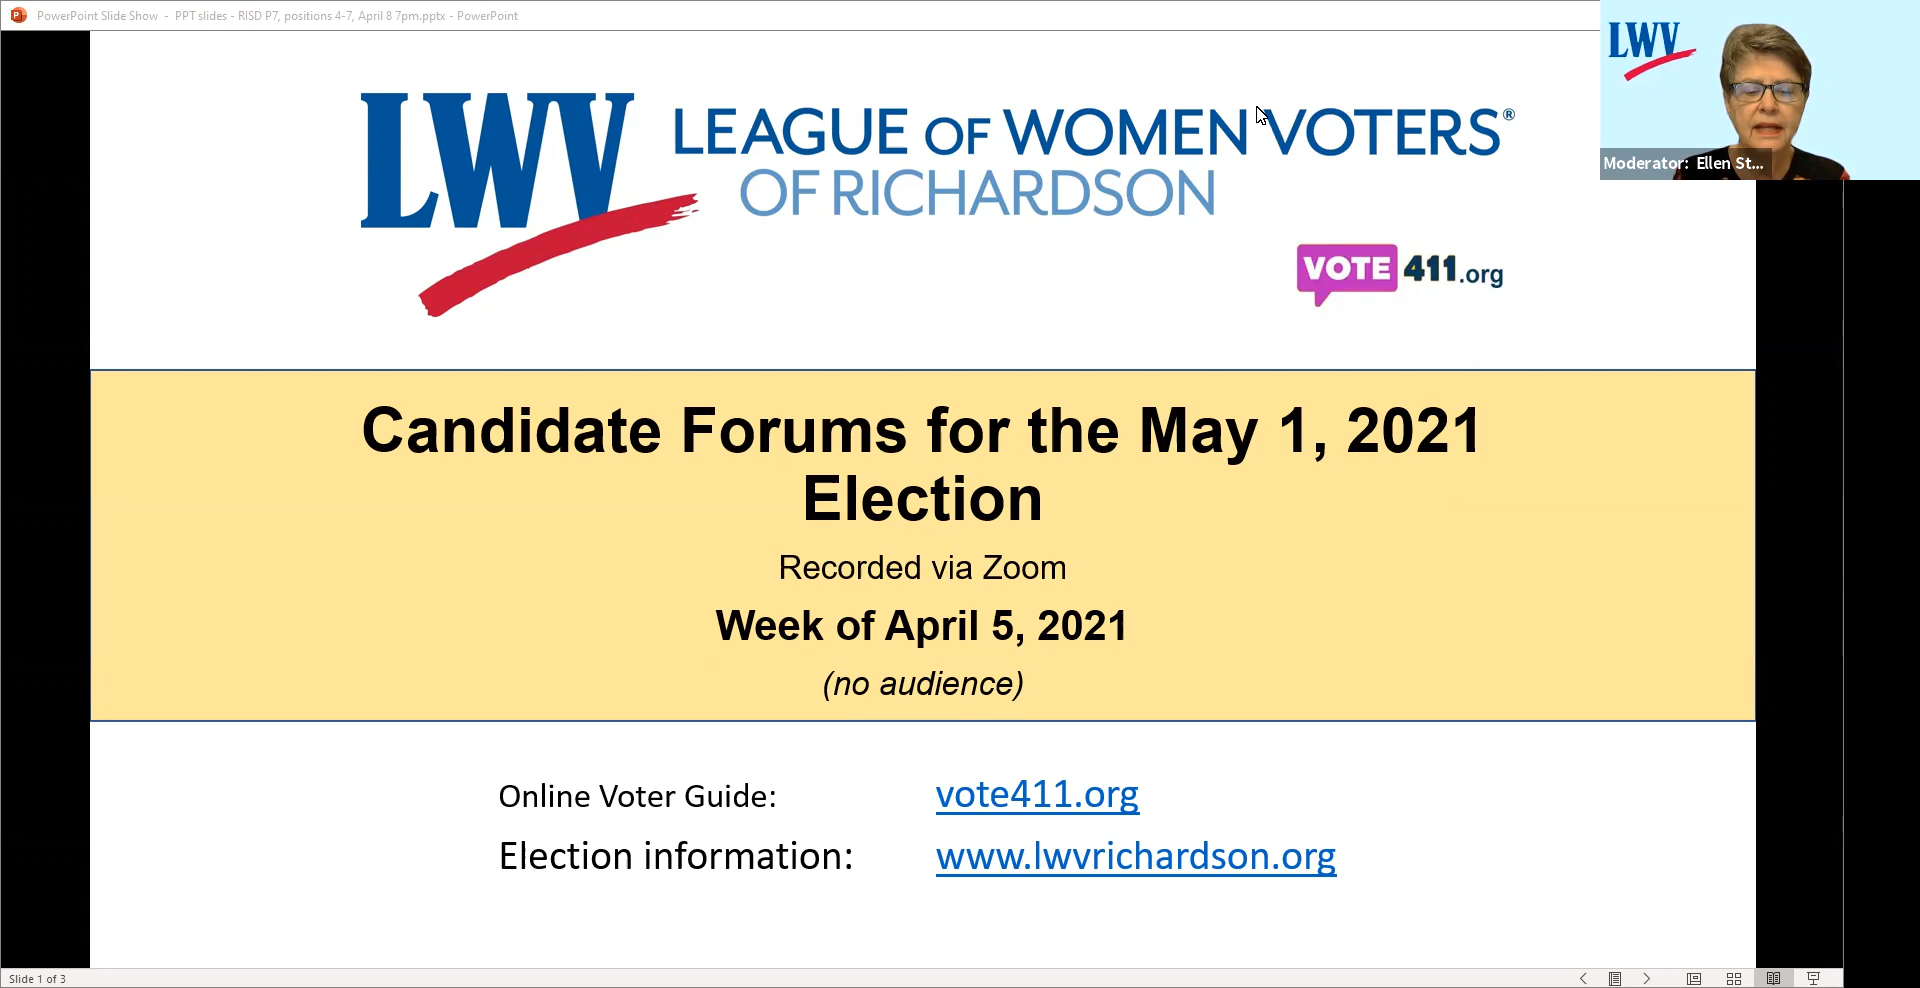 PowerPoint Slide Show - PPT slides - RISD P7, positions 4-7, April 8 7pm.pptx - PowerPoint
LWV
Moderator: Ellen St...
LWV LEAGUE OF WOMEN VOTERS®
OF RICHARDSON
VOTE 411.org
Candidate Forums for the May 1, 2021
Election
Recorded via Zoom
Week of April 5, 2021
(no audience)
Online Voter Guide: vote411.org
Election information: www.lwvrichardson.org
Slide 1 of 3